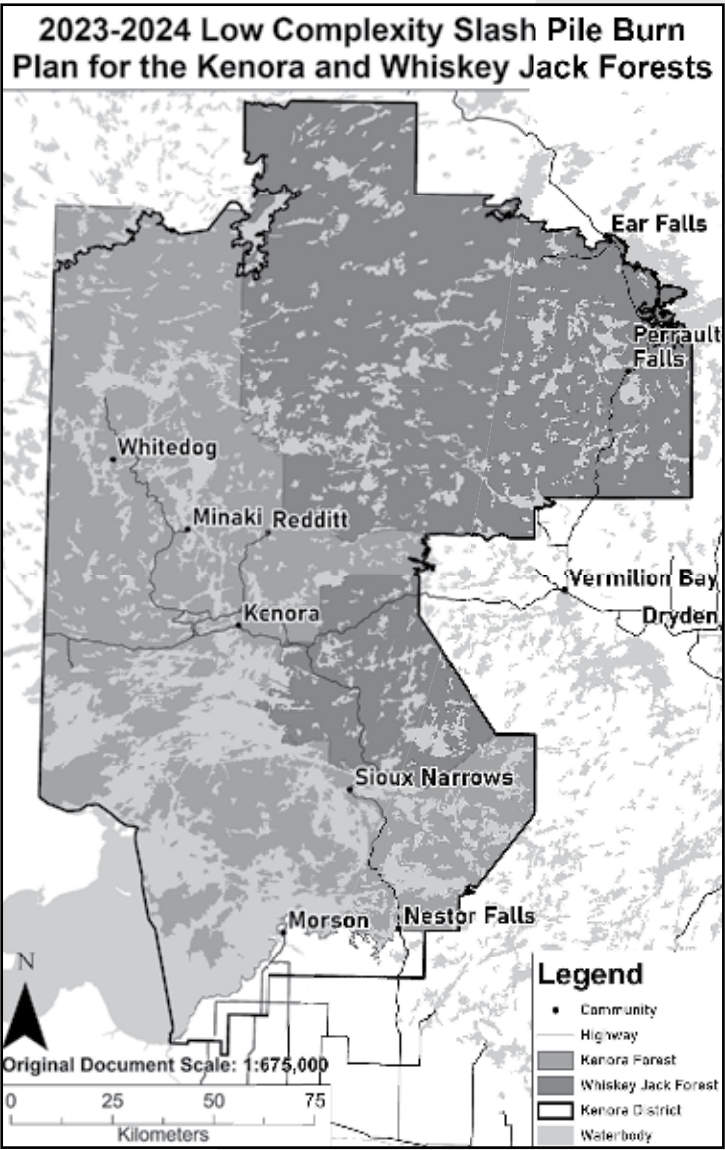 2023-2024 Low Complexity Slash Pile Burn
Plan for the Kenora and Whiskey Jack Forests
Ear Falls
Perrault
Falls
Whitedog
Minaki
Redditt
Vermilion Bay
Kenora
Dryden
Sioux Narrows
Morson
Nestor Falls
N
Legend
Community
Highway
Kenora Forest
Whiskey Jack Forest
Kenora District
Waterbody
Original Document Scale: 1:675,000
0 25 50 75
Kilometers